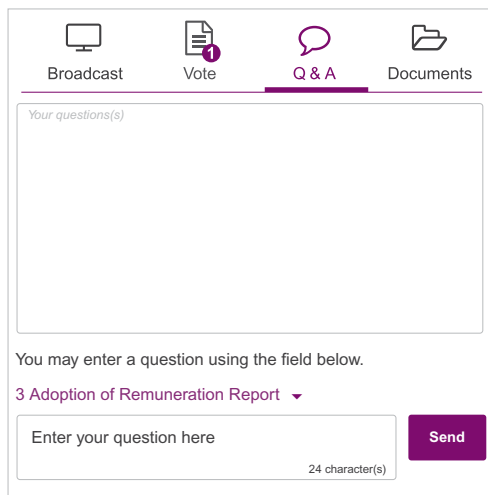 1
Broadcast Vote Q & A Documents
Your questions(s)
You may enter a question using the field below.
3 Adoption of Remuneration Report
Enter your question here
Send
24 character(s)